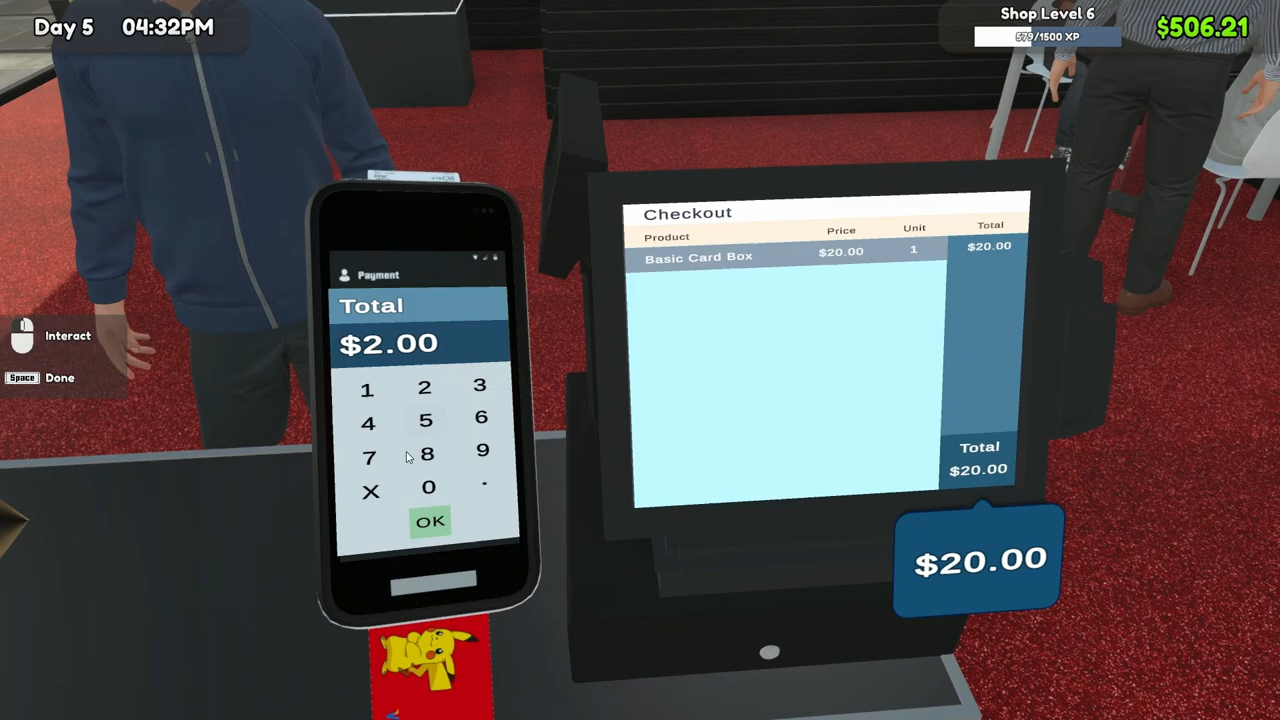 Day 5 04:32PM
Shop Level 6
579/1500 XP
$506.21
Interact
Space Done
Payment
Total
$2.00
1 2 3
4 5 6
7 8 9
X 0 .
OK
Checkout
Product Price Unit Total
Basic Card Box $20.00 1 $20.00
Total
$20.00
$20.00